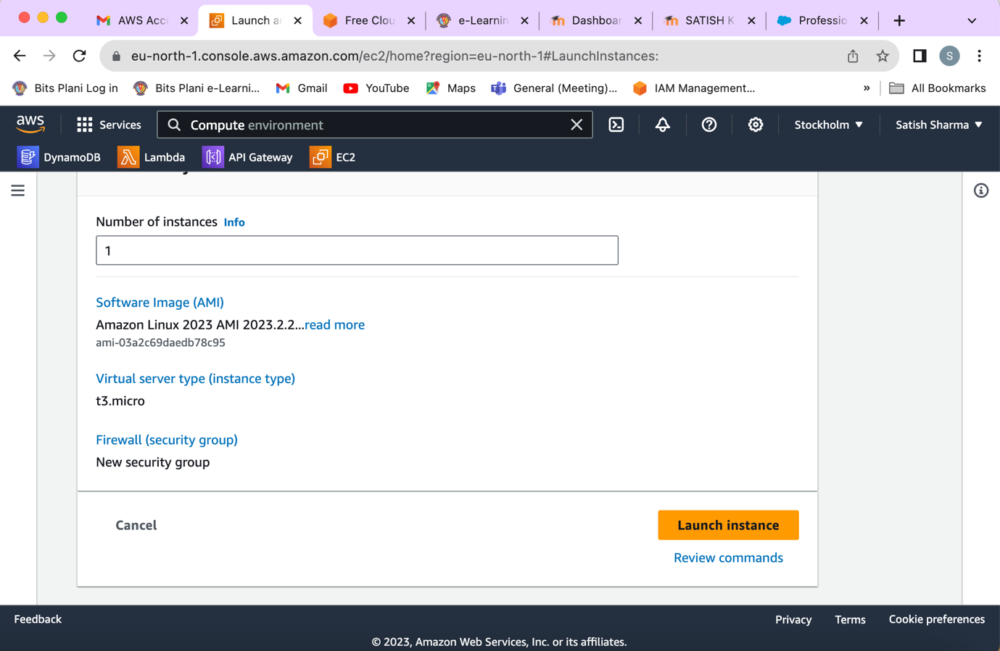 AWS Acc
Launch an
Free Clou
e-Learnin
Dashboar
SATISH K
Professio
eu-north-1.console.aws.amazon.com/ec2/home?region=eu-north-1#LaunchInstances:
S
Bits Plani Log in
Bits Plani e-Learni...
Gmail
YouTube
Maps
General (Meeting)...
IAM Management...
»
All Bookmarks
aws
Services
Compute environment
Stockholm
Satish Sharma
DynamoDB
Lambda
API Gateway
EC2
Number of instances Info
1
Software Image (AMI)
Amazon Linux 2023 AMI 2023.2.2...read more
ami-03a2c69daedb78c95
Virtual server type (instance type)
t3.micro
Firewall (security group)
New security group
Cancel
Launch instance
Review commands
Feedback
Privacy
Terms
Cookie preferences
© 2023, Amazon Web Services, Inc. or its affiliates.